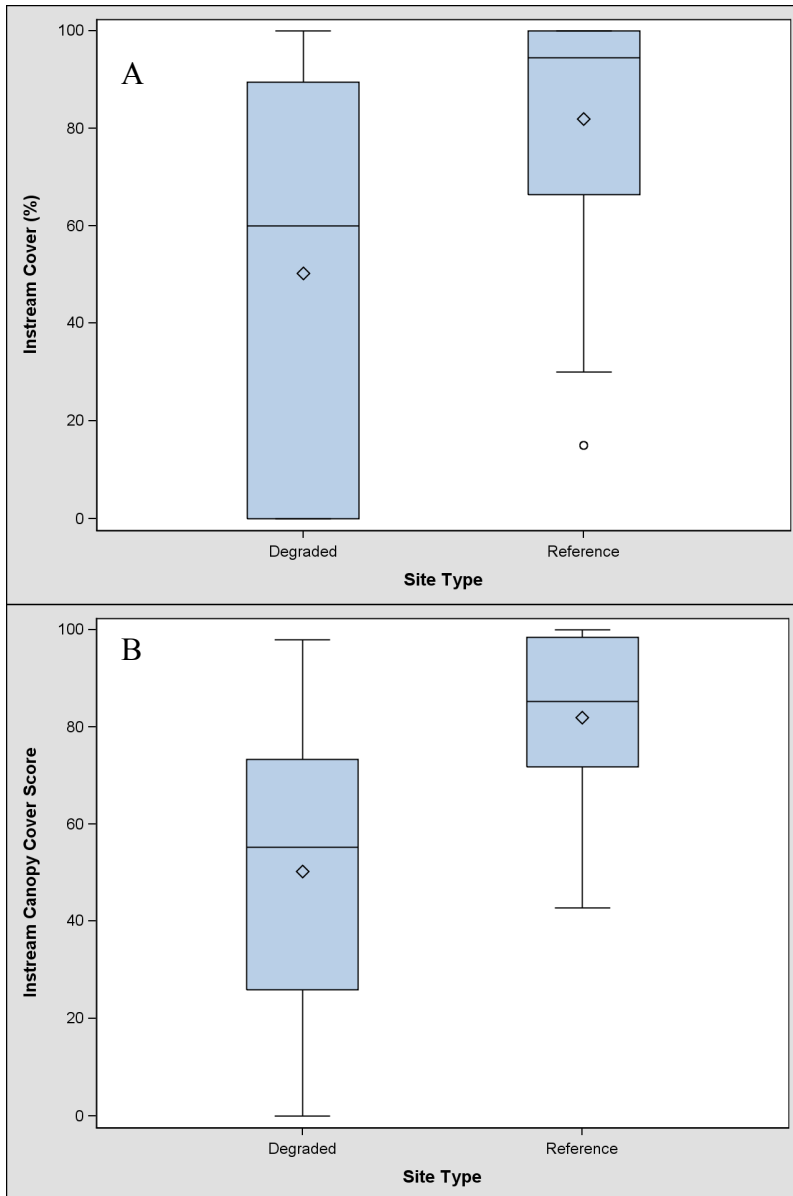 A
100
80
60
40
20
0
Instream Cover (%)
Degraded
Reference
Site Type
B
100
80
60
40
20
0
Instream Canopy Cover Score
Degraded
Reference
Site Type